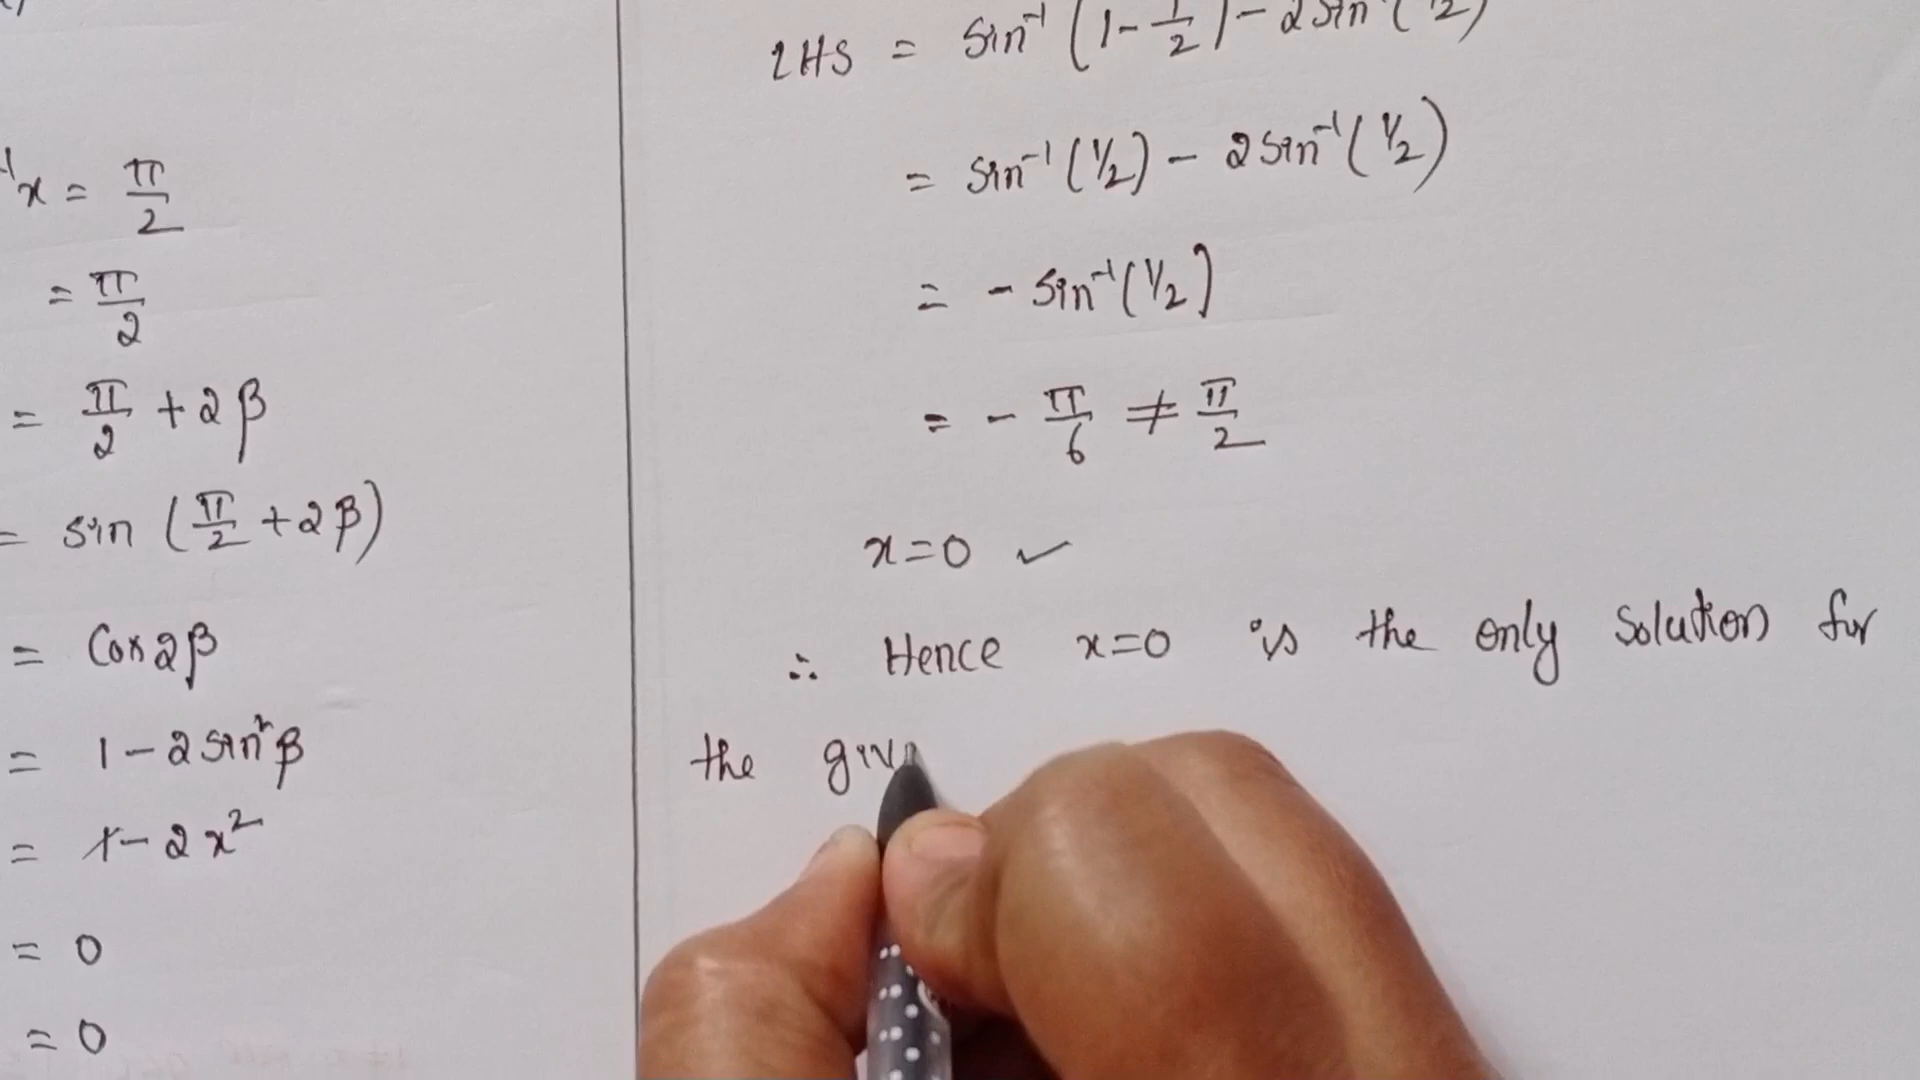 ⁻¹x = π/2
= π/2
= π/2 + 2β
= sin (π/2 + 2β)
= Cos 2β
= 1 - 2 sin²β
= 1 - 2x²
= 0
= 0
LHS = Sin⁻¹ (1 - 1/2) - 2 Sin⁻¹ (1/2)
= Sin⁻¹ (1/2) - 2 Sin⁻¹ (1/2)
= - Sin⁻¹ (1/2)
= - π/6 ≠ π/2
x = 0 ✓
∴ Hence x = 0 is the only Solution for
the giv